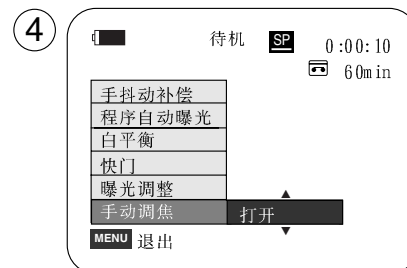 4
待机 SP 0:00:10
60min
手抖动补偿
程序自动曝光
白平衡
快门
曝光调整
手动调焦 打开
MENU 退出